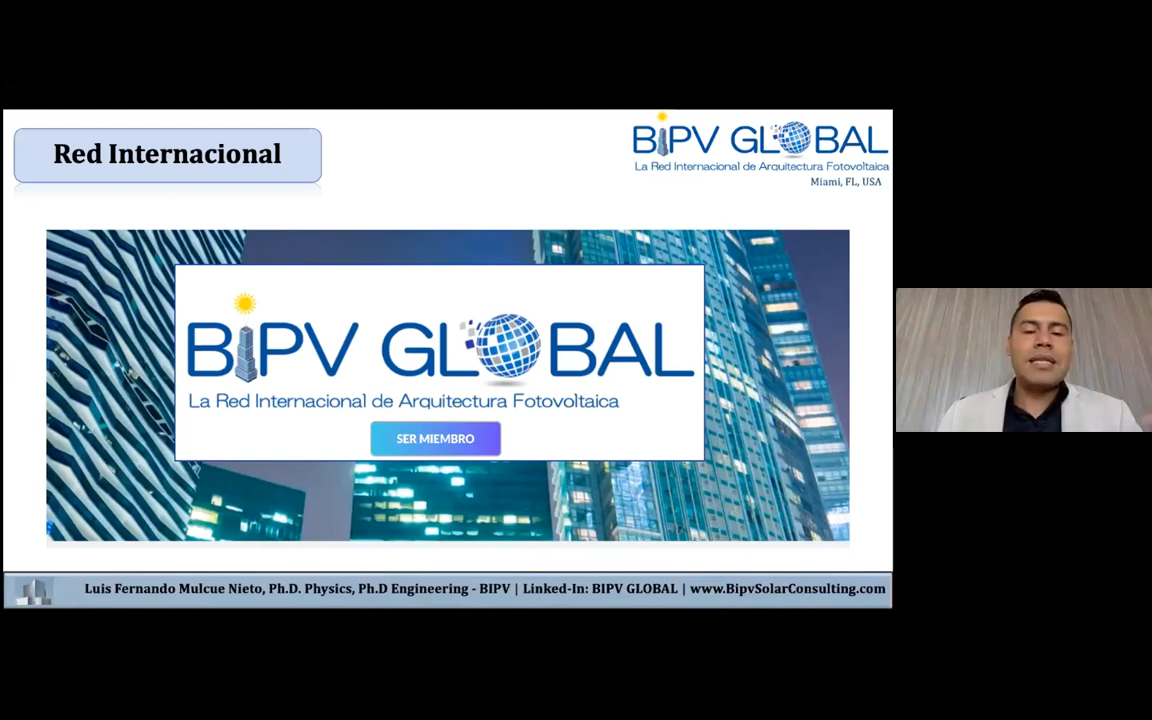 Red Internacional
BIPV GLOBAL
La Red Internacional de Arquitectura Fotovoltaica
Miami, FL, USA
BIPV GLOBAL
La Red Internacional de Arquitectura Fotovoltaica
SER MIEMBRO
Luis Fernando Mulcue Nieto, Ph.D. Physics, Ph.D Engineering - BIPV | Linked-In: BIPV GLOBAL | www.BipvSolarConsulting.com